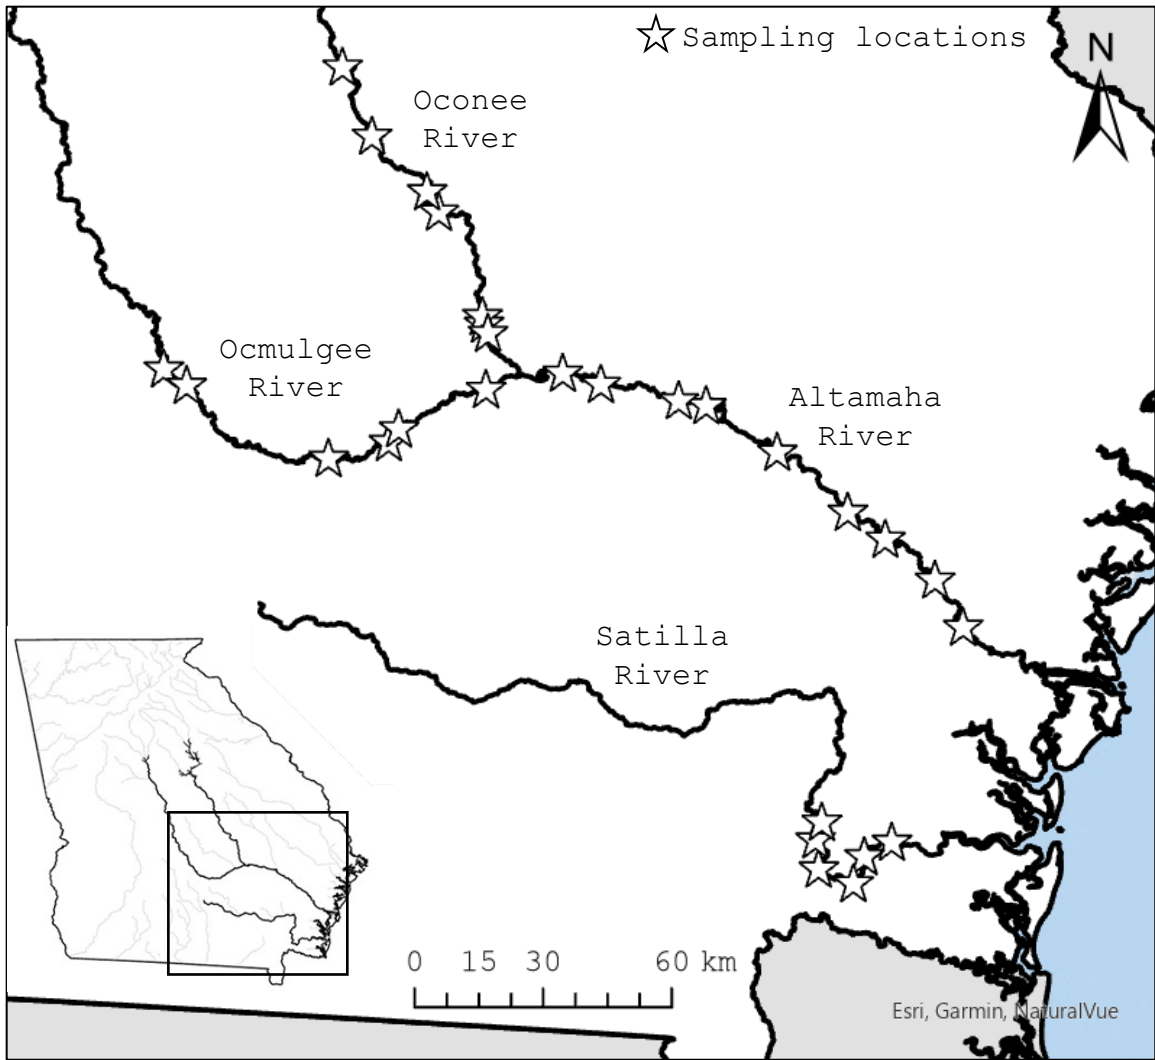 Sampling locations
N
Oconee
River
Ocmulgee
River
Altamaha
River
Satilla
River
0 15 30 60 km
Esri, Garmin, NaturalVue